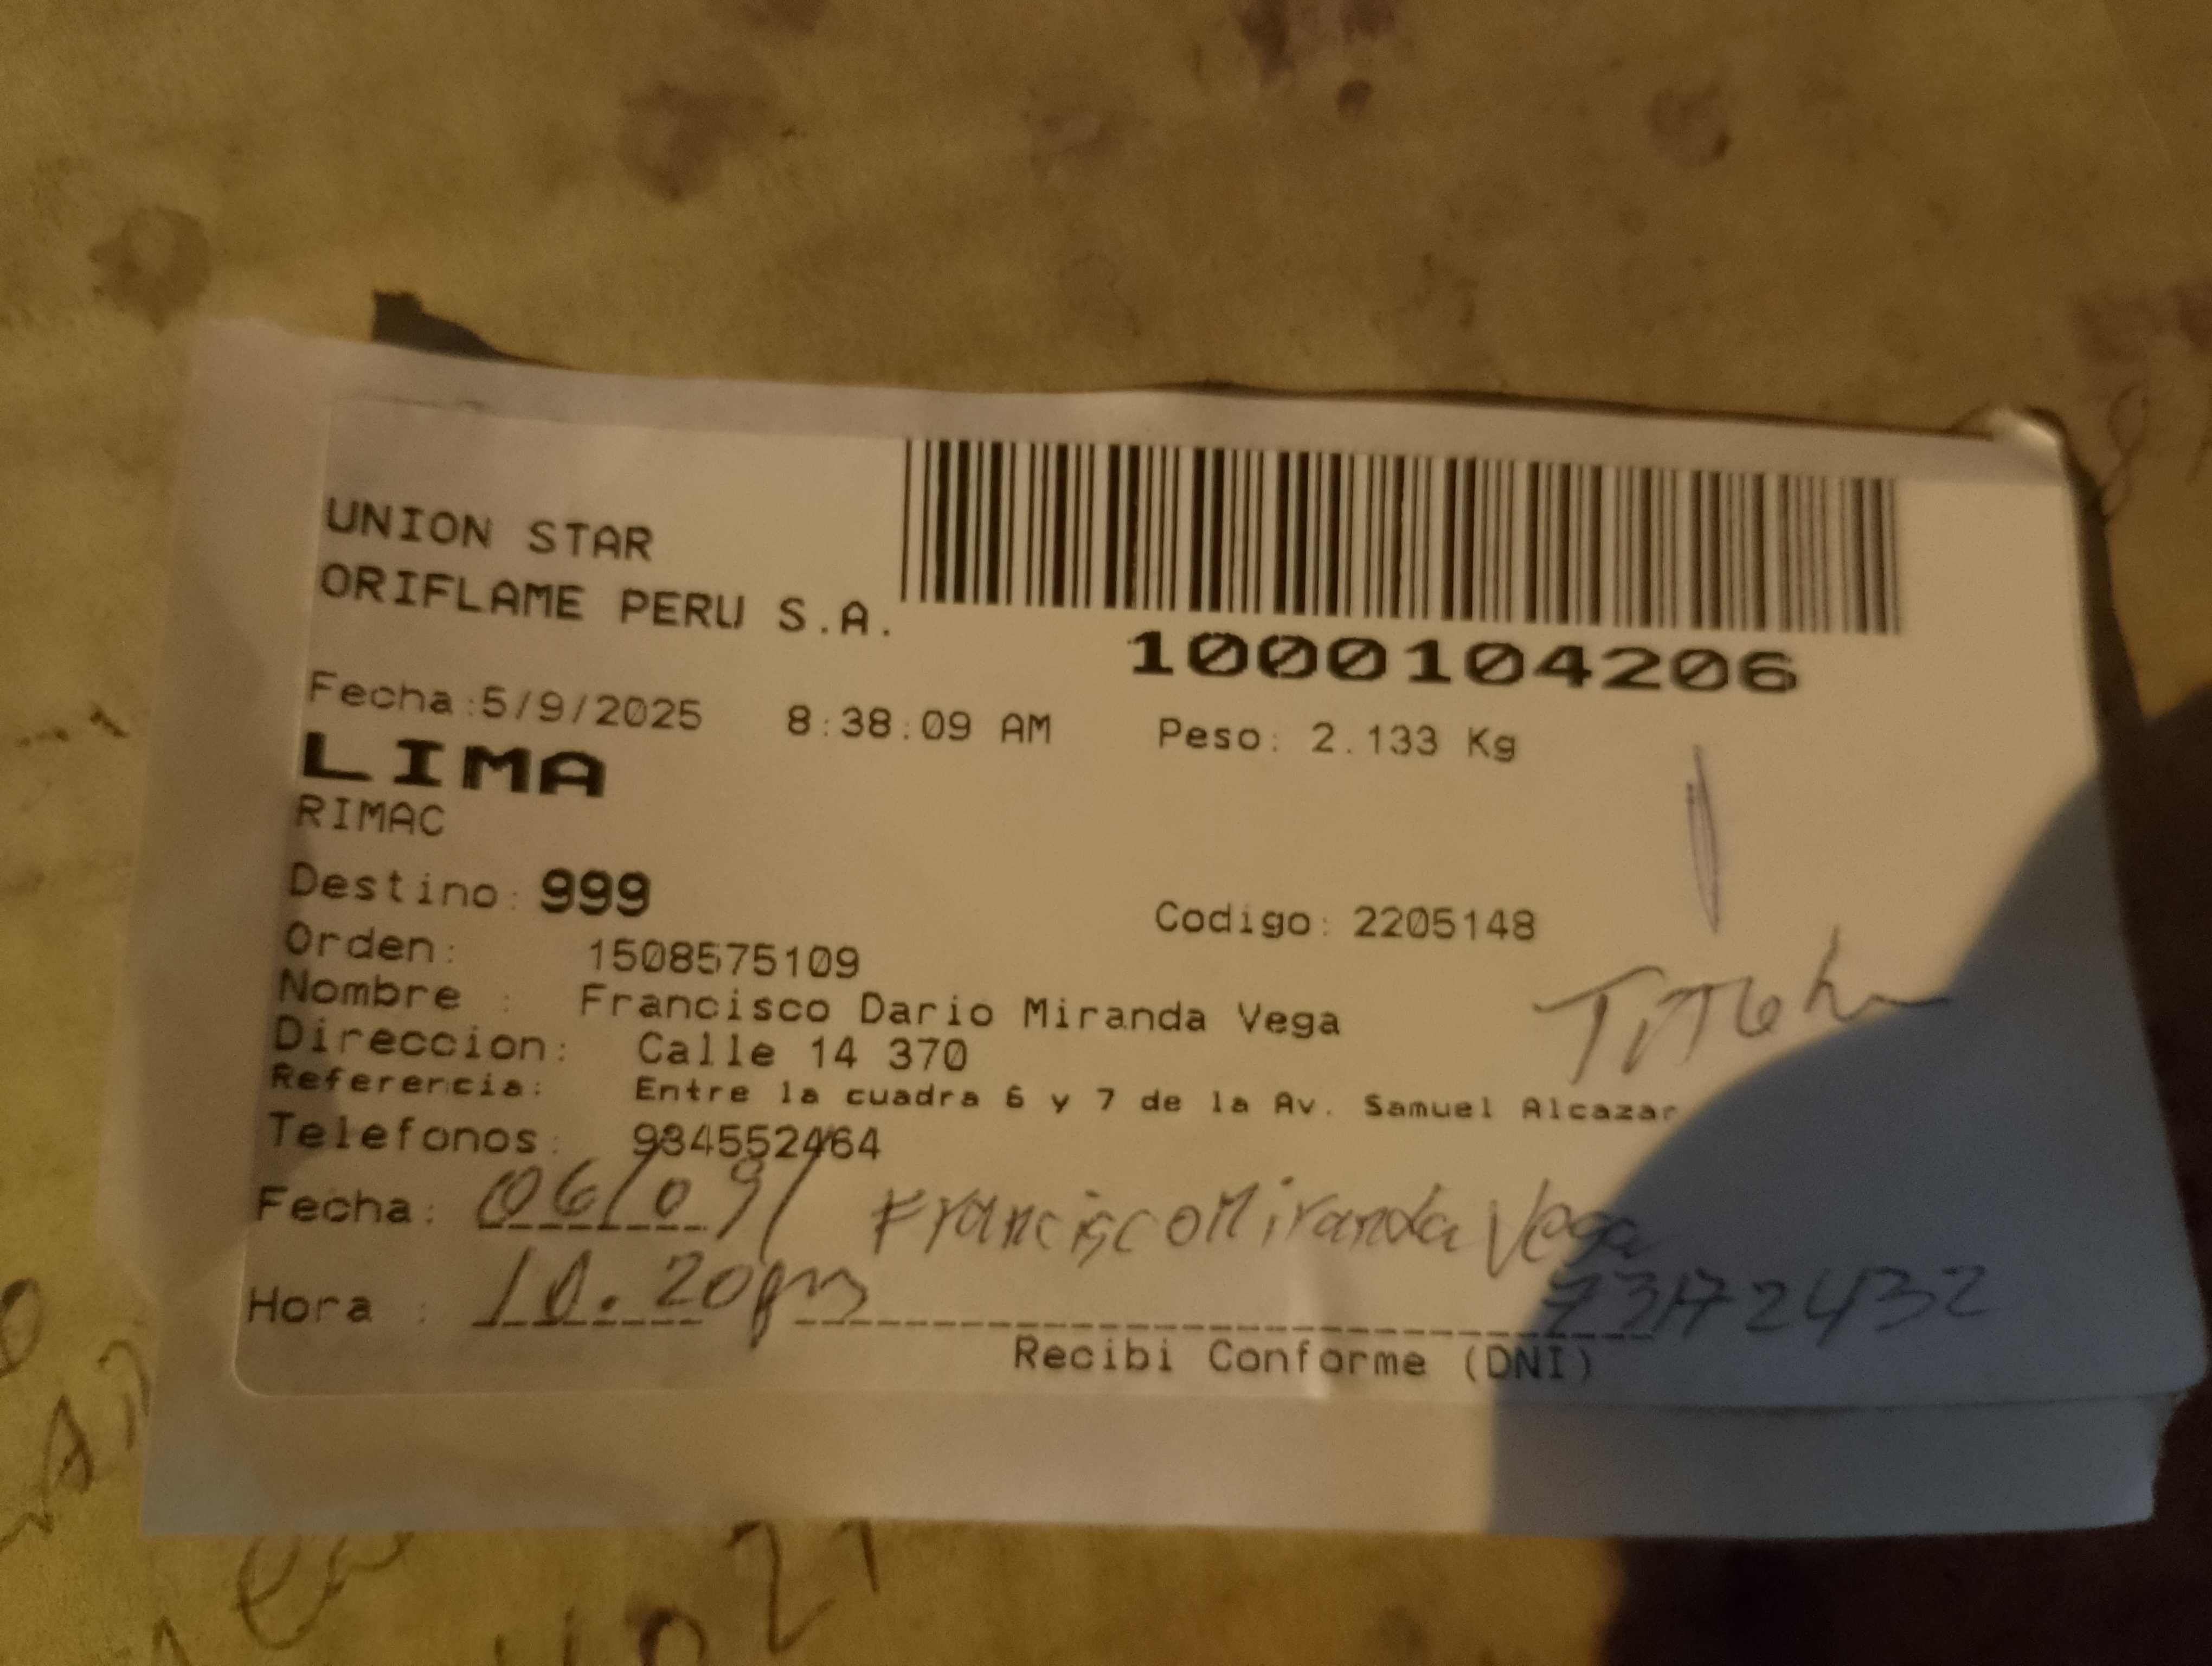 UNION STAR
ORIFLAME PERU S.A.
1000104206
Fecha:5/9/2025 8:38:09 AM Peso: 2.133 Kg
LIMA
RIMAC
Destino: 999
Codigo: 2205148
Orden: 1508575109
Nombre : Francisco Dario Miranda Vega
Direccion: Calle 14 370
Referencia: Entre la cuadra 6 y 7 de la Av. Samuel Alcazar
Telefonos: 934552464
Fecha: 06/09/ Francisco Miranda Vega
Hora : 10.20pm
Recibi Conforme (DNI)